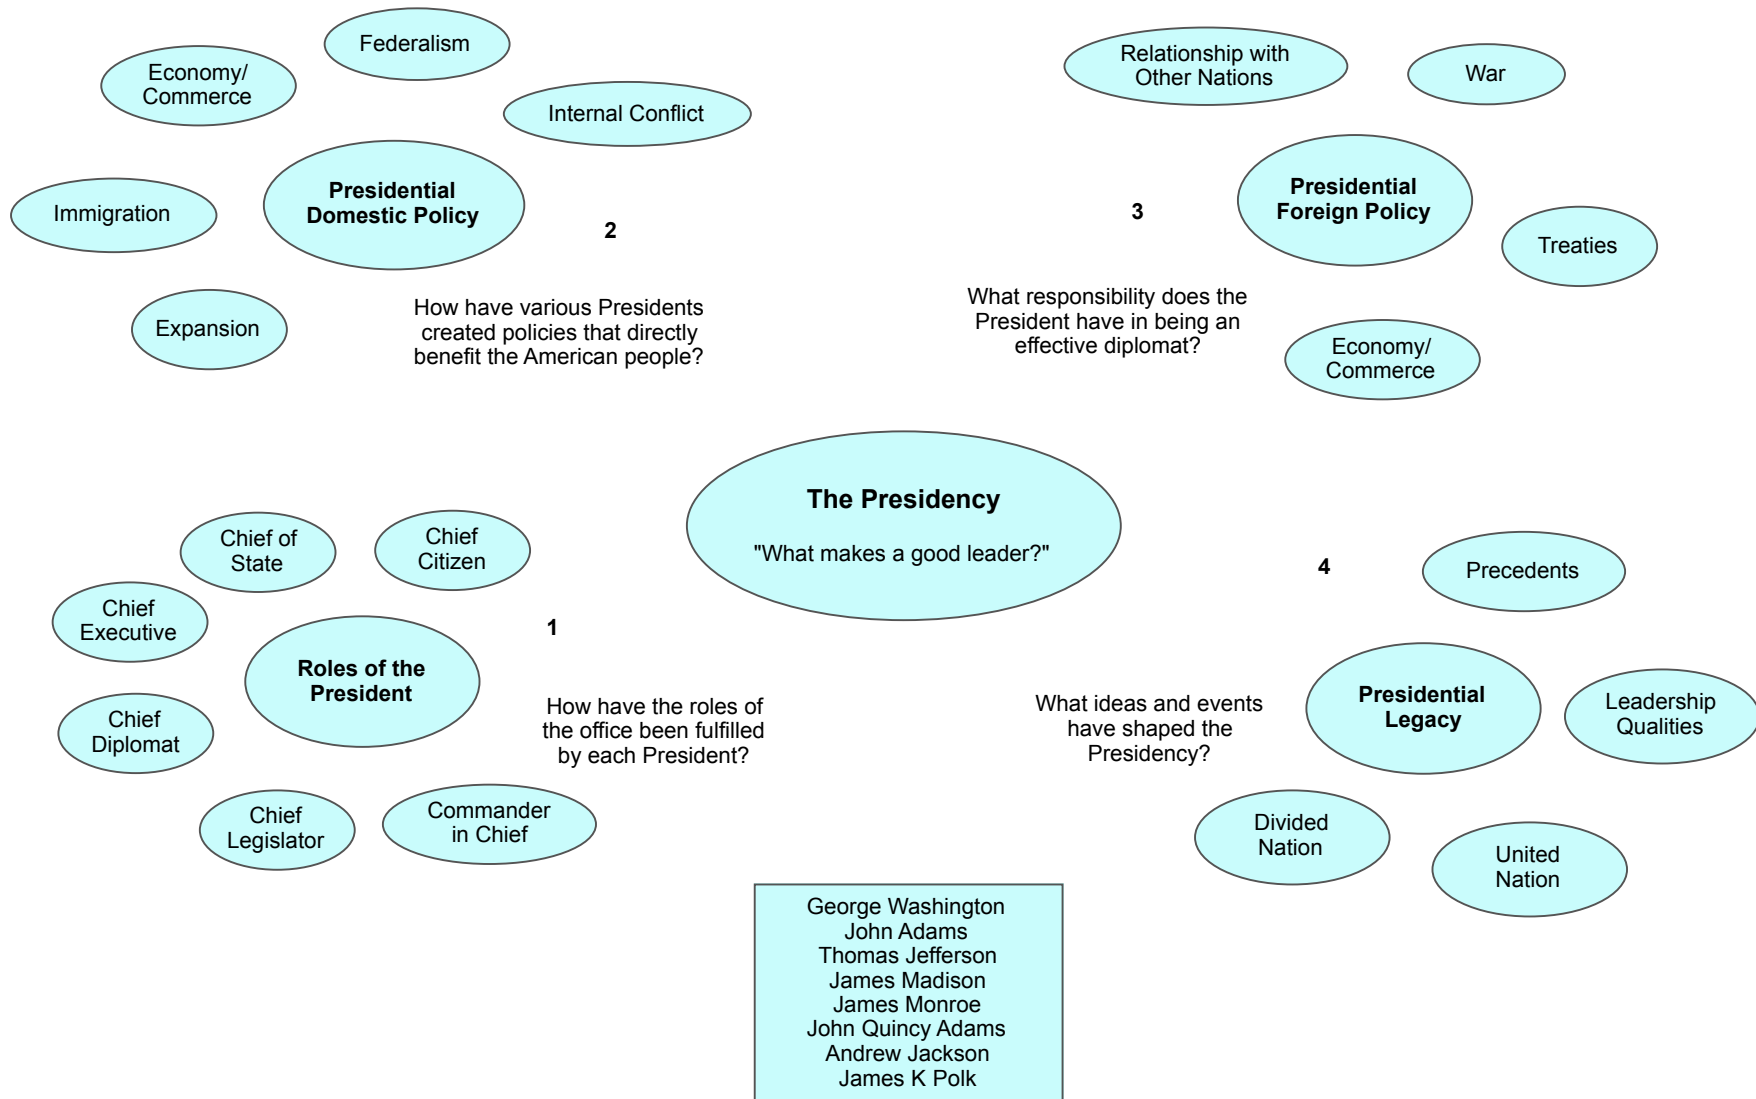 Federalism
Economy/
Commerce
Internal Conflict
Immigration
Presidential
Domestic Policy
2
Expansion
How have various Presidents
created policies that directly
benefit the American people?
Relationship with
Other Nations
War
Presidential
Foreign Policy
3
Treaties
What responsibility does the
President have in being an
effective diplomat?
Economy/
Commerce
The Presidency
"What makes a good leader?"
Chief of
State
Chief
Citizen
Chief
Executive
1
Roles of the
President
Chief
Diplomat
How have the roles of
the office been fulfilled
by each President?
Chief
Legislator
Commander
in Chief
4
Precedents
Presidential
Legacy
Leadership
Qualities
What ideas and events
have shaped the
Presidency?
Divided
Nation
United
Nation
George Washington
John Adams
Thomas Jefferson
James Madison
James Monroe
John Quincy Adams
Andrew Jackson
James K Polk